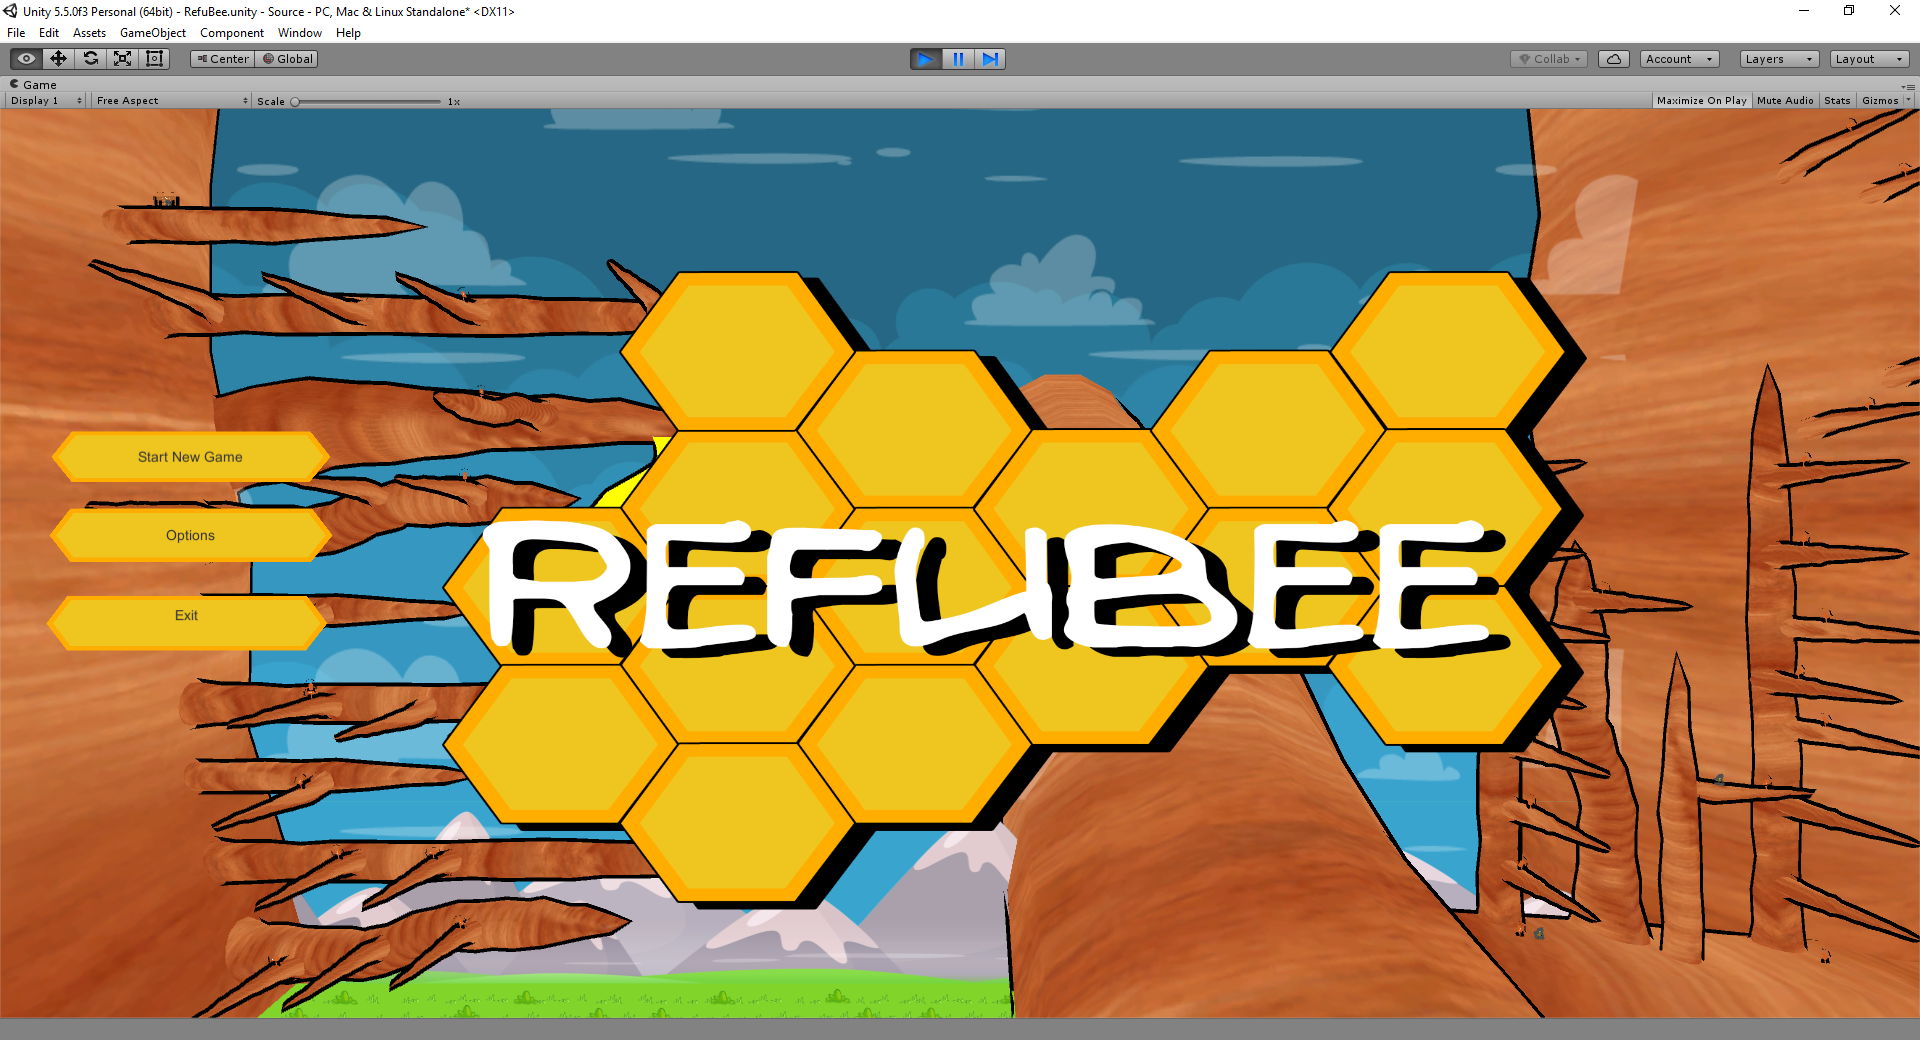 Unity 5.5.0f3 Personal (64bit) - RefuBee.unity - Source - PC, Mac & Linux Standalone* <DX11>
File Edit Assets GameObject Component Window Help
Center Global Collab Account Layers Layout
Game
Display 1 Free Aspect Scale 1x Maximize On Play Mute Audio Stats Gizmos
Start New Game
Options
Exit
REFUBEE